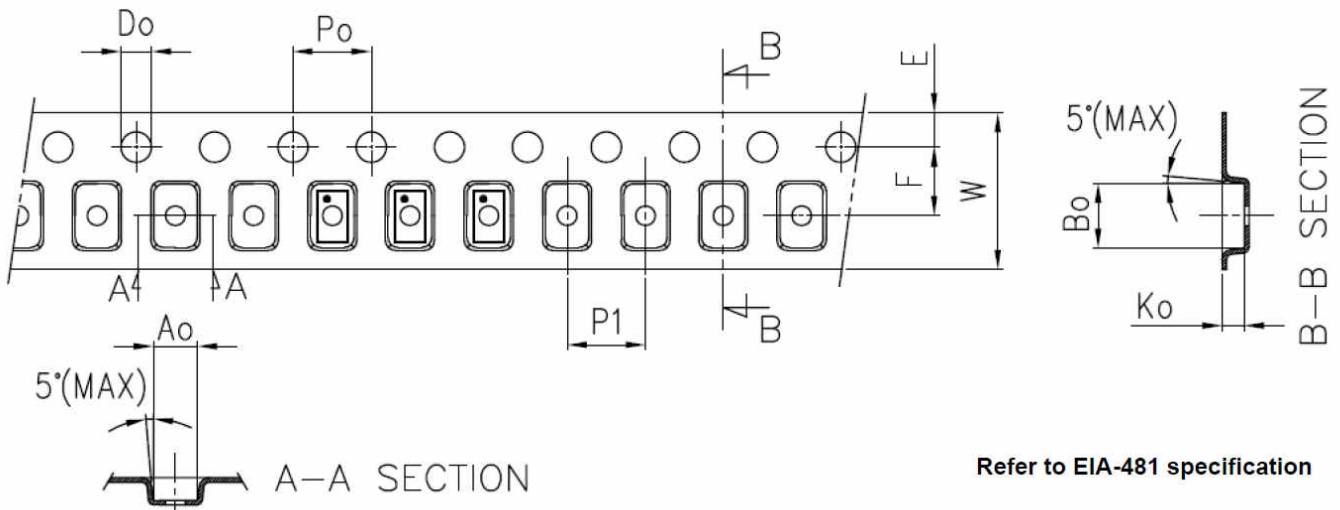 Do
Po
B
E
5°(MAX)
F
W
Bo
B-B SECTION
A
A
Ko
P1
B
Ao
5°(MAX)
A-A SECTION
Refer to EIA-481 specification